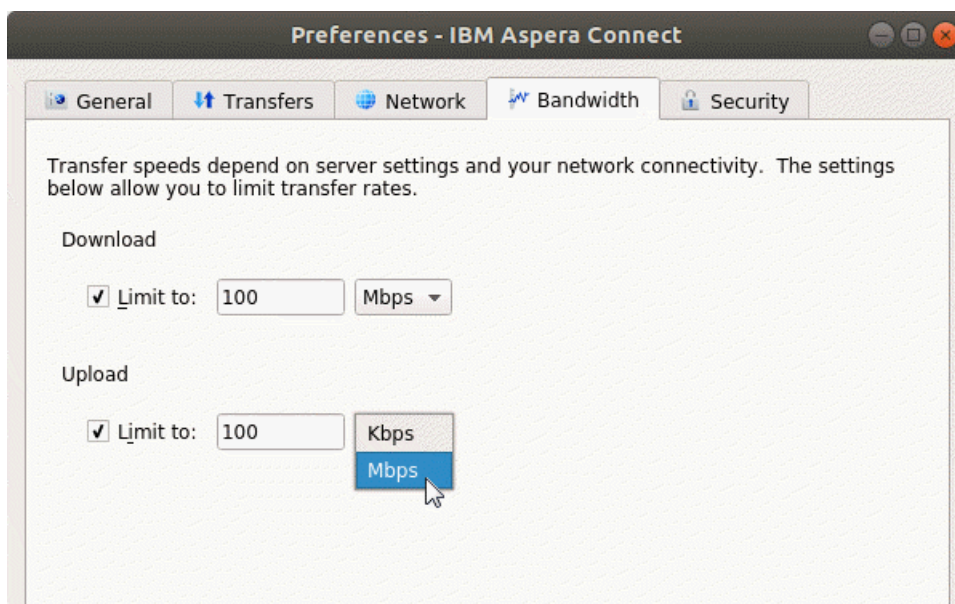 Preferences - IBM Aspera Connect
General Transfers Network Bandwidth Security
Transfer speeds depend on server settings and your network connectivity. The settings
below allow you to limit transfer rates.
Download
Limit to: 100 Mbps
Upload
Limit to: 100 Kbps
Mbps